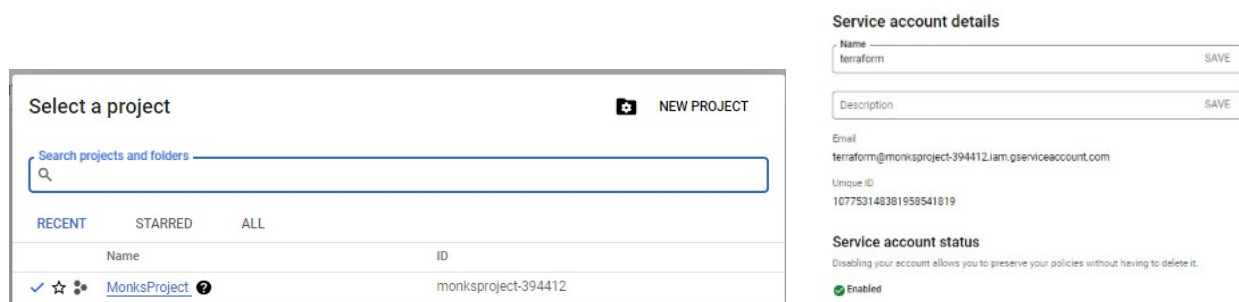 Select a project
NEW PROJECT
Search projects and folders
RECENT STARRED ALL
Name ID
MonksProject monksproject-394412
Service account details
Name
terraform SAVE
Description SAVE
Email
terraform@monksproject-394412.iam.gserviceaccount.com
Unique ID
107753148381958541819
Service account status
Disabling your account allows you to preserve your policies without having to delete it.
Enabled